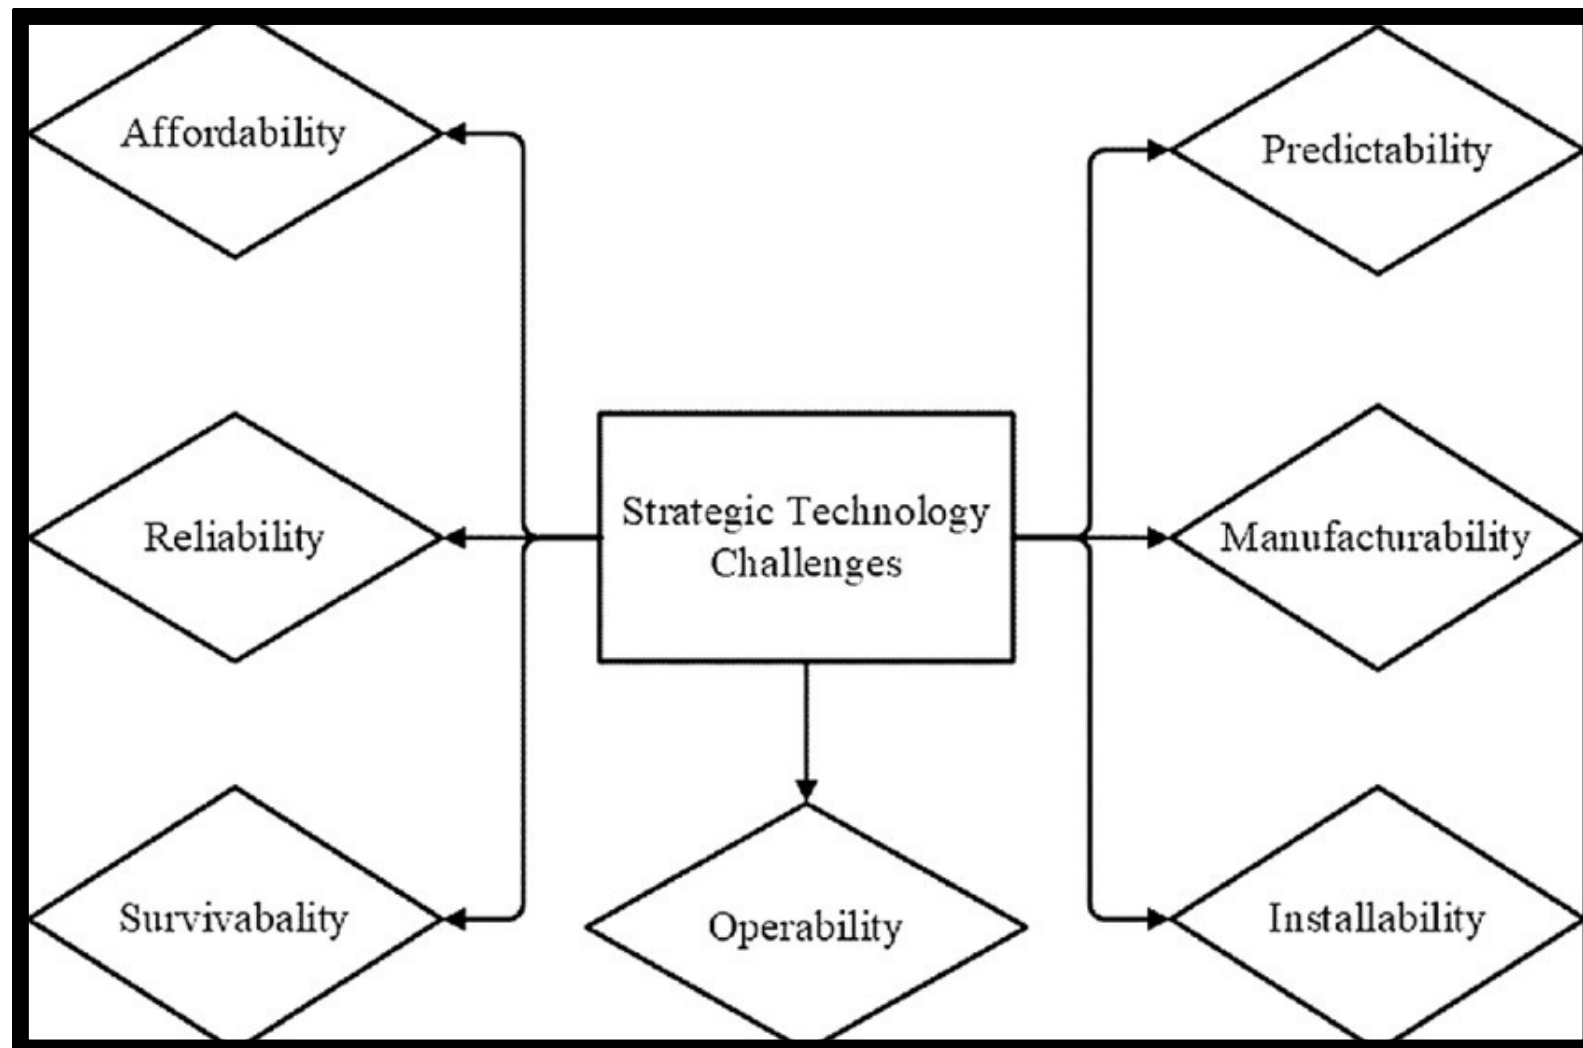 Affordability
Predictability
Reliability
Strategic Technology
Challenges
Manufacturability
Survivabality
Operability
Installability